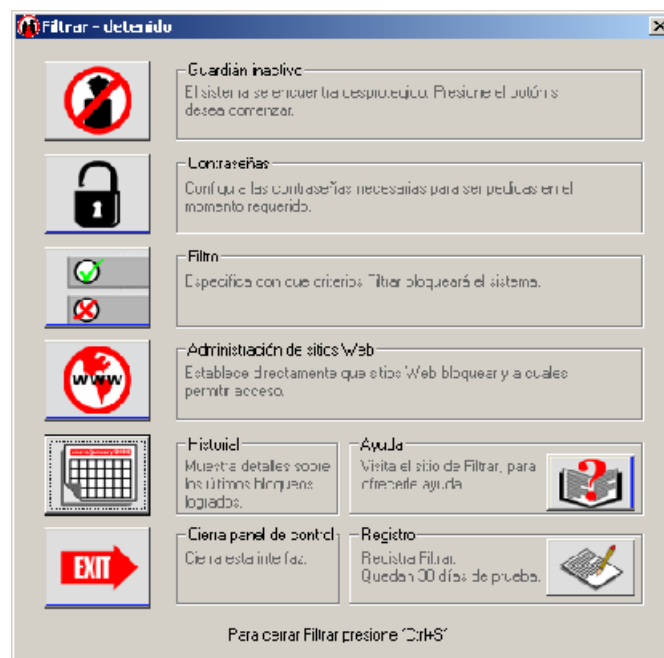 Filtrar - detenido
Guardián inactivo
El sistema se encuentra desprotegido. Presione el botón si
desea comenzar.
Contraseñas
Configura las contraseñas necesarias para ser pedidas en el
momento requerido.
Filtro
Especifica con que criterios Filtrar bloqueará el sistema.
Administración de sitios Web
www
Establece directamente que sitios Web bloquear y a cuales
permitir acceso.
Historial
Muestra detalles sobre
los últimos bloqueos
logrados.
Ayuda
Visita el sitio de Filtrar, para
ofrecerle ayuda
Cierra panel de control
EXIT
Cierra esta interfaz.
Registro
Registra Filtrar.
Quedan 30 días de prueba.
Para cerrar Filtrar presione 'Ctrl+S'